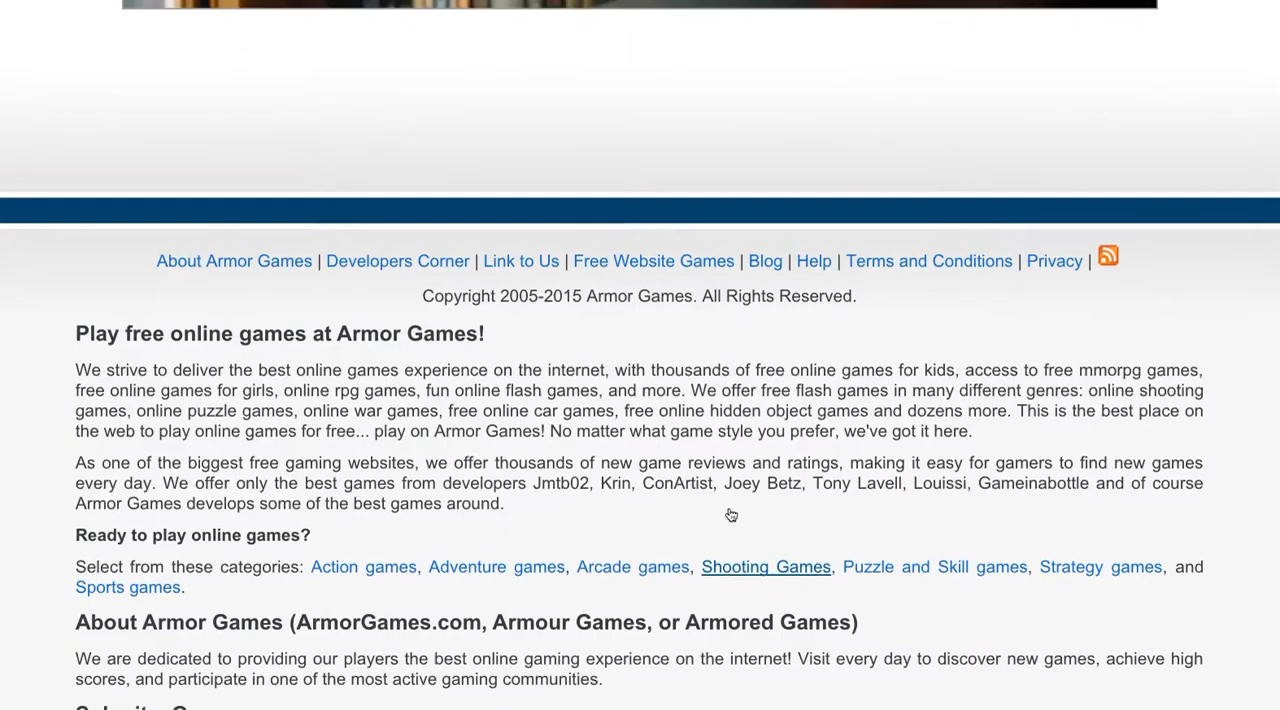 About Armor Games | Developers Corner | Link to Us | Free Website Games | Blog | Help | Terms and Conditions | Privacy |
Copyright 2005-2015 Armor Games. All Rights Reserved.
Play free online games at Armor Games!
We strive to deliver the best online games experience on the internet, with thousands of free online games for kids, access to free mmorpg games,
free online games for girls, online rpg games, fun online flash games, and more. We offer free flash games in many different genres: online shooting
games, online puzzle games, online war games, free online car games, free online hidden object games and dozens more. This is the best place on
the web to play online games for free... play on Armor Games! No matter what game style you prefer, we've got it here.
As one of the biggest free gaming websites, we offer thousands of new game reviews and ratings, making it easy for gamers to find new games
every day. We offer only the best games from developers Jmtb02, Krin, ConArtist, Joey Betz, Tony Lavell, Louissi, Gameinabottle and of course
Armor Games develops some of the best games around.
Ready to play online games?
Select from these categories: Action games, Adventure games, Arcade games, Shooting Games, Puzzle and Skill games, Strategy games, and
Sports games.
About Armor Games (ArmorGames.com, Armour Games, or Armored Games)
We are dedicated to providing our players the best online gaming experience on the internet! Visit every day to discover new games, achieve high
scores, and participate in one of the most active gaming communities.